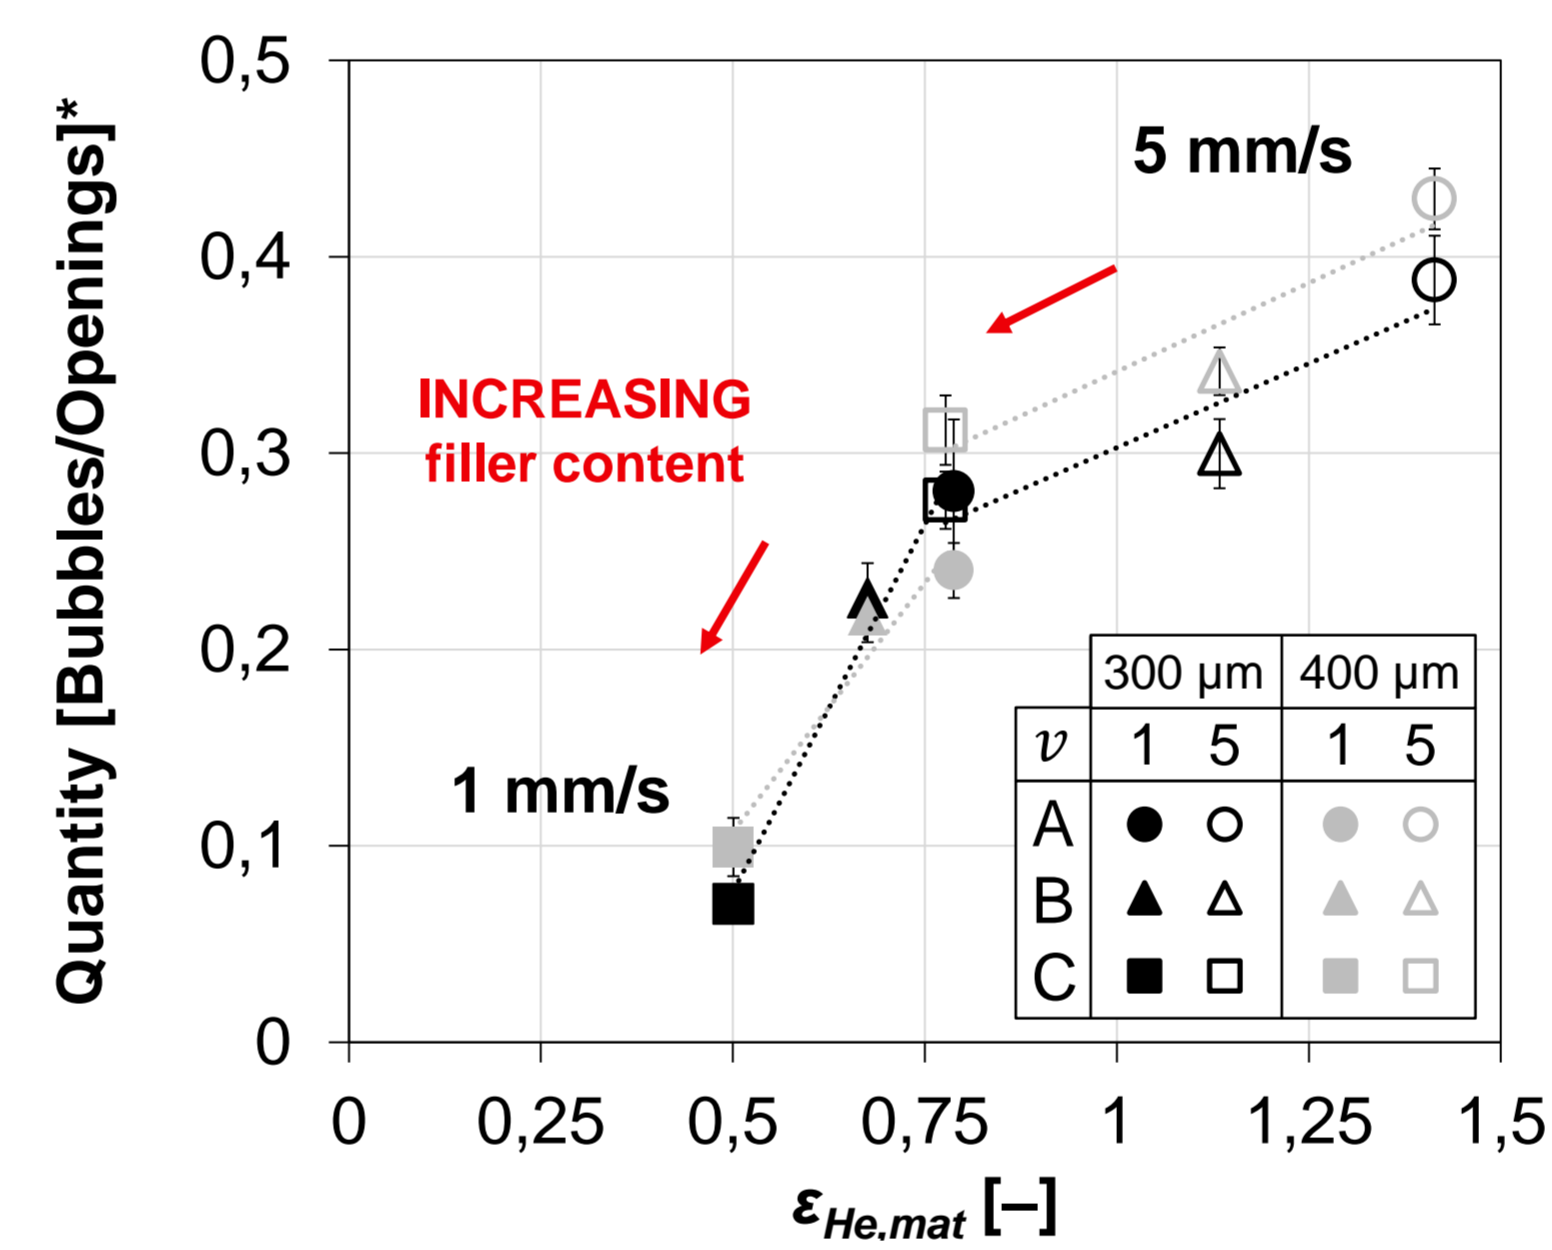 Quantity [Bubbles/Openings]*
0,5
0,4
0,3
0,2
0,1
0
5 mm/s
INCREASING
filler content
1 mm/s
300 µm 400 µm
𝑣 1 5 1 5
A
B
C
0 0,25 0,5 0,75 1 1,25 1,5
ε_He,mat [–]